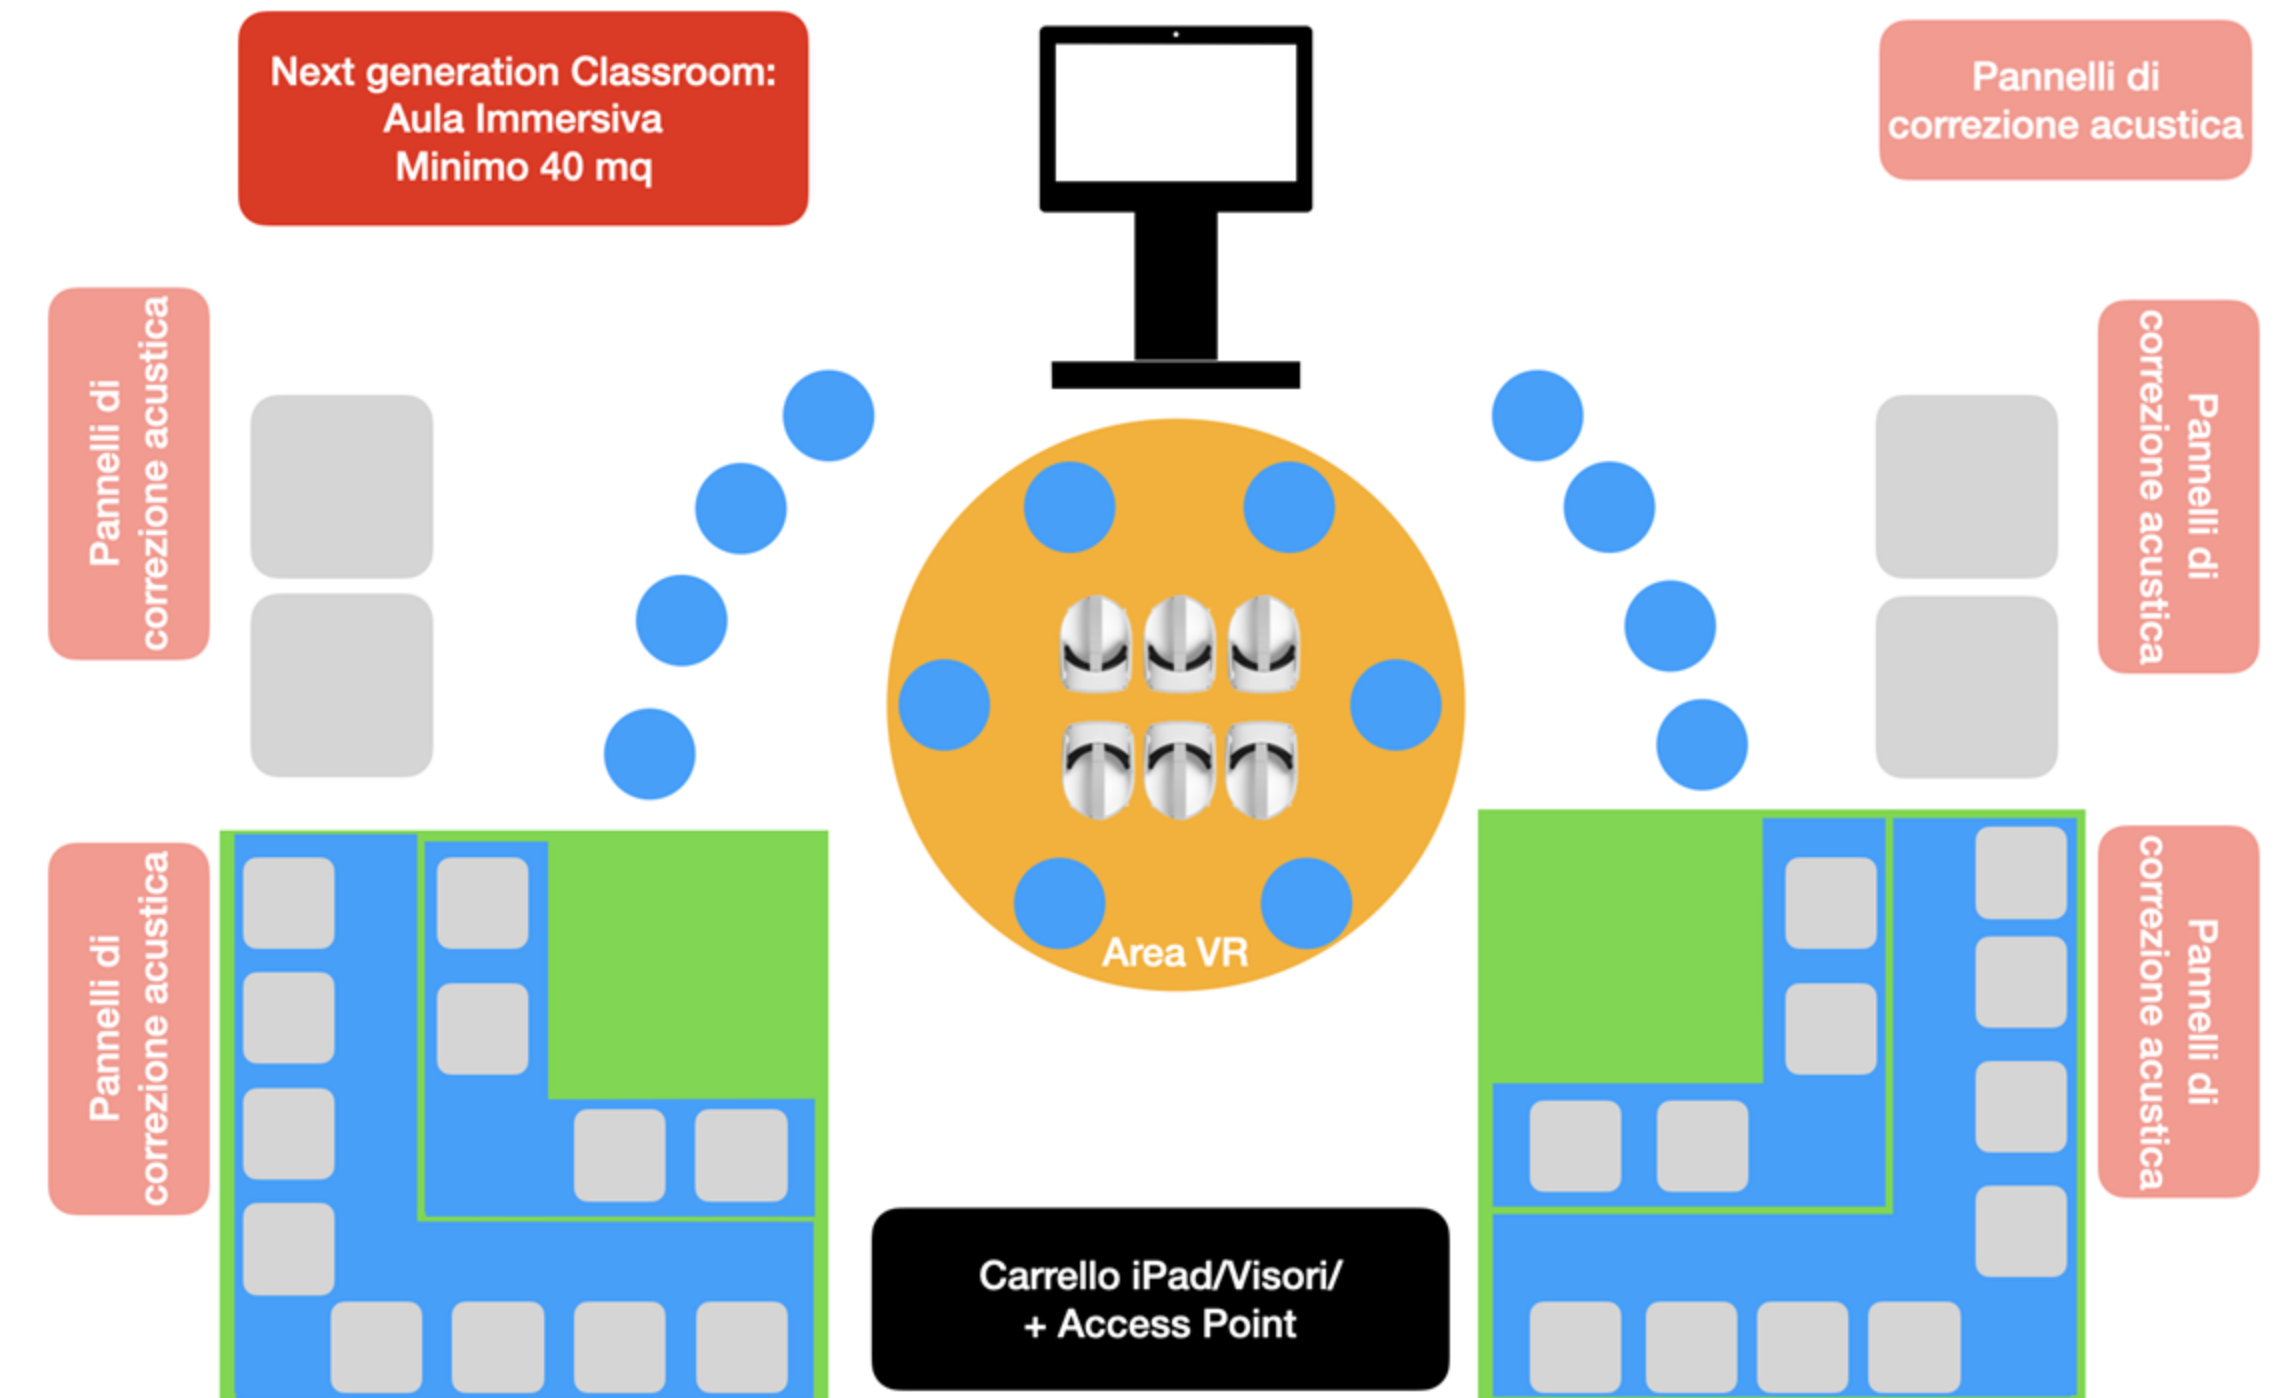 Next generation Classroom:
Aula Immersiva
Minimo 40 mq
Pannelli di
correzione acustica
Pannelli di
correzione acustica
Pannelli di
correzione acustica
Area VR
Pannelli di
correzione acustica
Pannelli di
correzione acustica
Carrello iPad/Visori/
+ Access Point